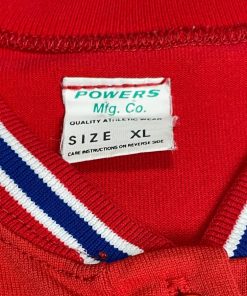 POWERS
Mfg. Co.
QUALITY ATHLETIC WEAR
SIZE XL
CARE INSTRUCTIONS ON REVERSE SIDE